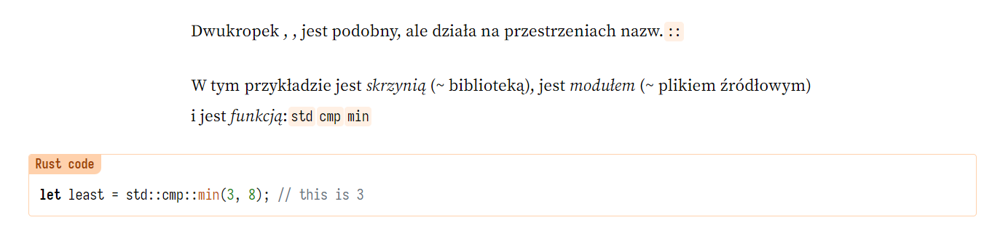 Dwukropek , , jest podobny, ale działa na przestrzeniach nazw. ::
W tym przykładzie jest skrzynią (~ biblioteką), jest modułem (~ plikiem źródłowym)
i jest funkcją: std cmp min
Rust code
let least = std::cmp::min(3, 8); // this is 3